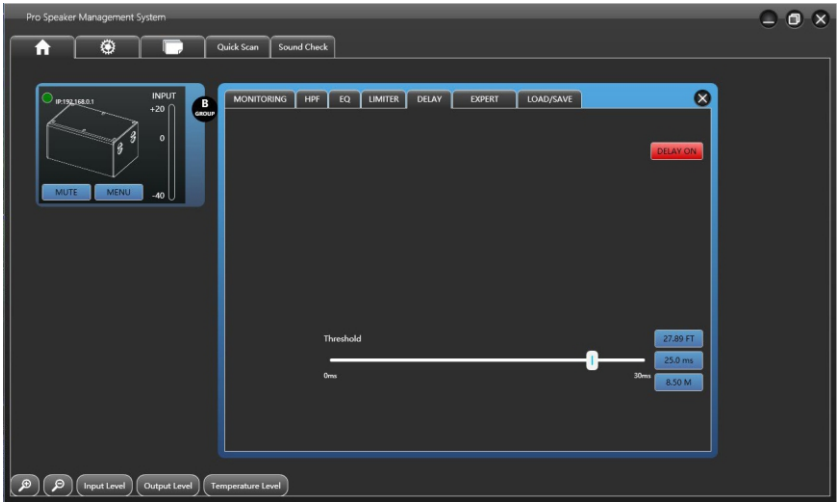 Pro Speaker Management System
Quick Scan
Sound Check
IP:192.168.0.1
INPUT
+20
0
-40
MUTE
MENU
B
GROUP
MONITORING
HPF
EQ
LIMITER
DELAY
EXPERT
LOAD/SAVE
DELAY ON
Threshold
0ms
30ms
27.89 FT
25.0 ms
8.50 M
Input Level
Output Level
Temperature Level